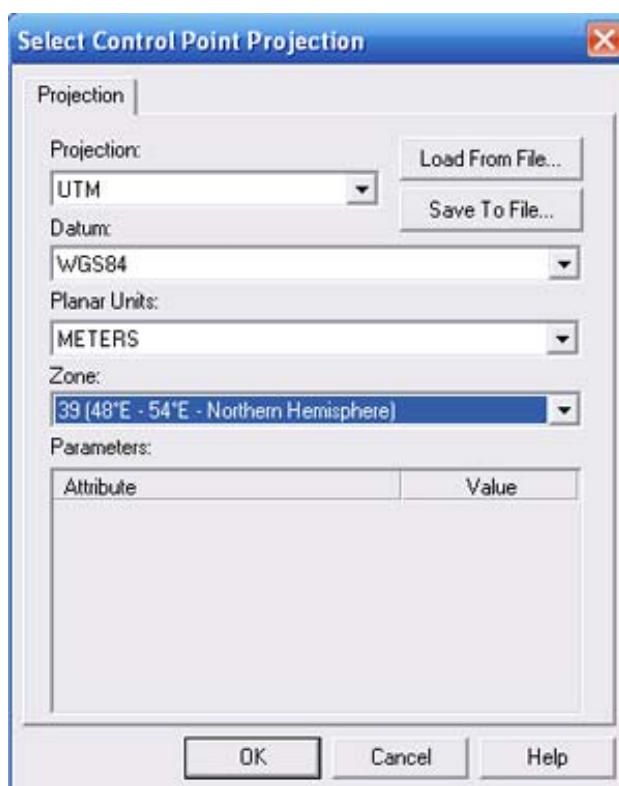 Select Control Point Projection
Projection
Projection:
Load From File...
UTM
Save To File...
Datum:
WGS84
Planar Units:
METERS
Zone:
39 (48°E - 54°E - Northern Hemisphere)
Parameters:
Attribute Value
OK Cancel Help